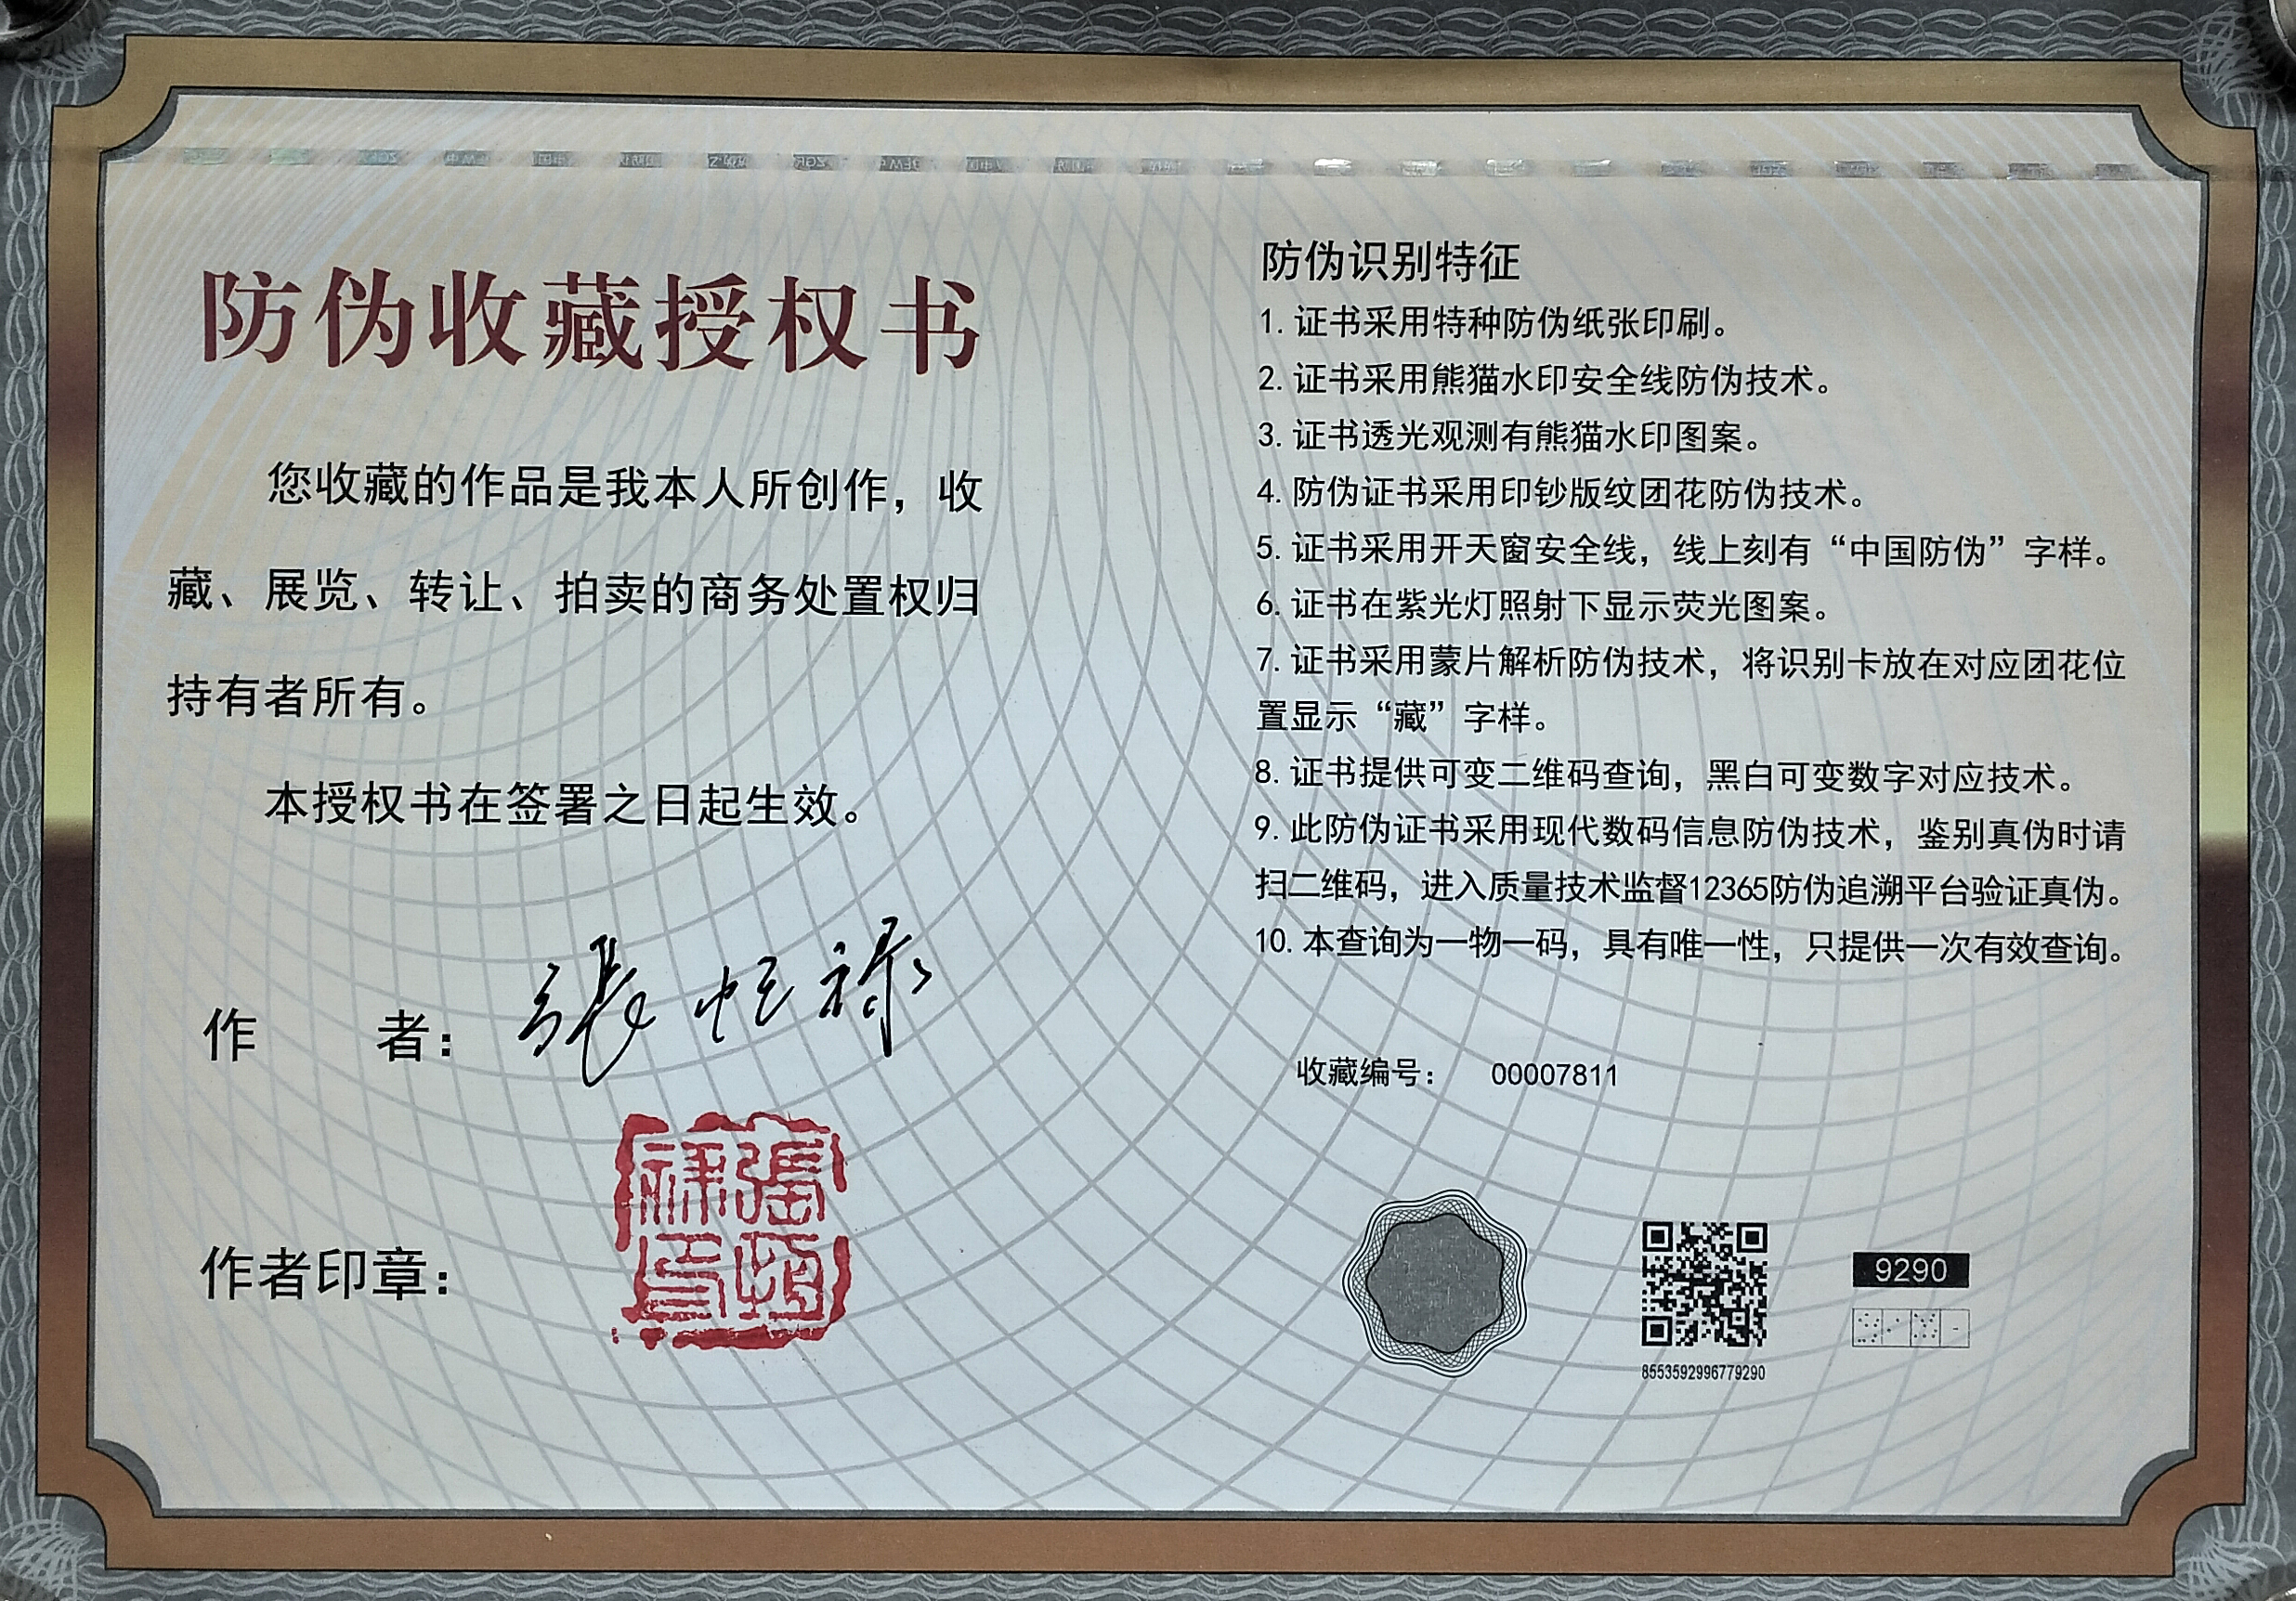 防伪收藏授权书
您收藏的作品是我本人所创作，收
藏、展览、转让、拍卖的商务处置权归
持有者所有。
本授权书在签署之日起生效。
作　　者：張恒禄
作者印章：
張恒禄印
防伪识别特征
1. 证书采用特种防伪纸张印刷。
2. 证书采用熊猫水印安全线防伪技术。
3. 证书透光观测有熊猫水印图案。
4. 防伪证书采用印钞版纹团花防伪技术。
5. 证书采用开天窗安全线，线上刻有“中国防伪”字样。
6. 证书在紫光灯照射下显示荧光图案。
7. 证书采用蒙片解析防伪技术，将识别卡放在对应团花位
置显示“藏”字样。
8. 证书提供可变二维码查询，黑白可变数字对应技术。
9. 此防伪证书采用现代数码信息防伪技术，鉴别真伪时请
扫二维码，进入质量技术监督12365防伪追溯平台验证真伪。
10. 本查询为一物一码，具有唯一性，只提供一次有效查询。
收藏编号： 00007811
9290
8553592996779290